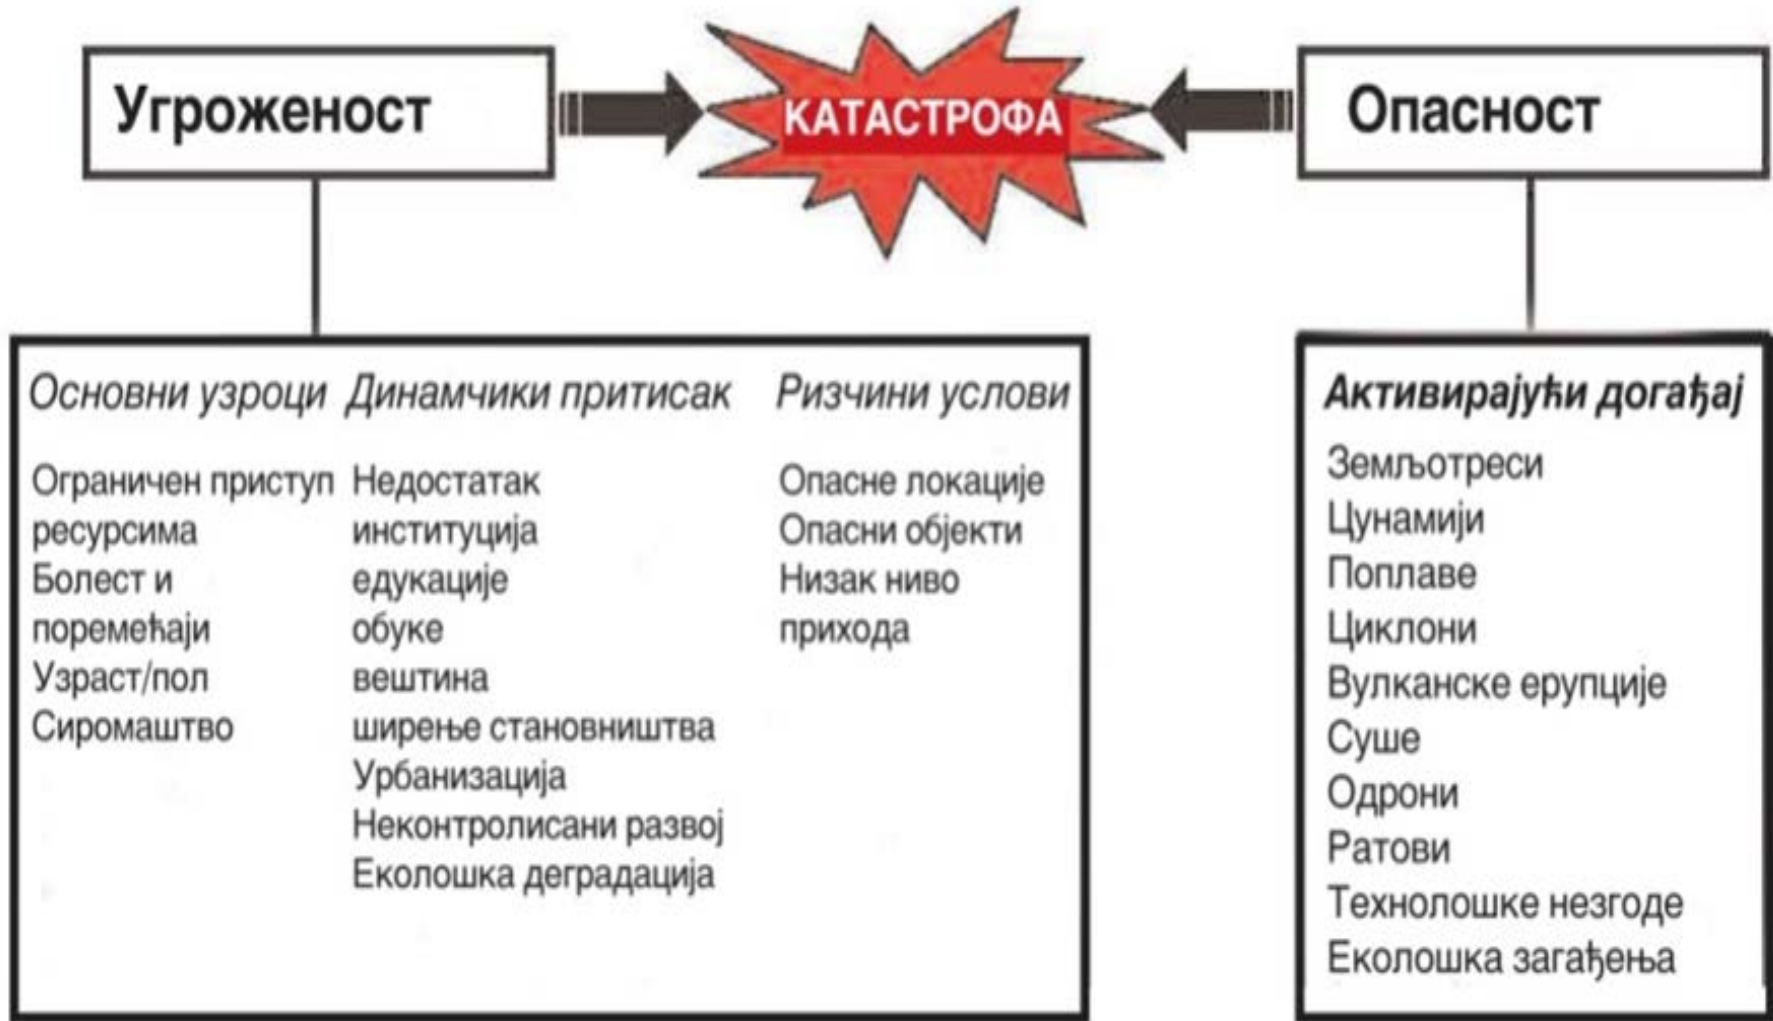 Угроженост
КАТАСТРОФА
Опасност
Основни узроци
Ограничен приступ
ресурсима
Болест и
поремећаји
Узраст/пол
Сиромаштво
Динамчики притисак
Недостатак
институција
едукације
обуке
вештина
ширење становништва
Урбанизација
Неконтролисани развој
Еколошка деградација
Ризчини услови
Опасне локације
Опасни објекти
Низак ниво
прихода
Активирајући догађај
Земљотреси
Цунамији
Поплаве
Циклони
Вулканске ерупције
Суше
Одрони
Ратови
Технолошке незгоде
Еколошка загађења